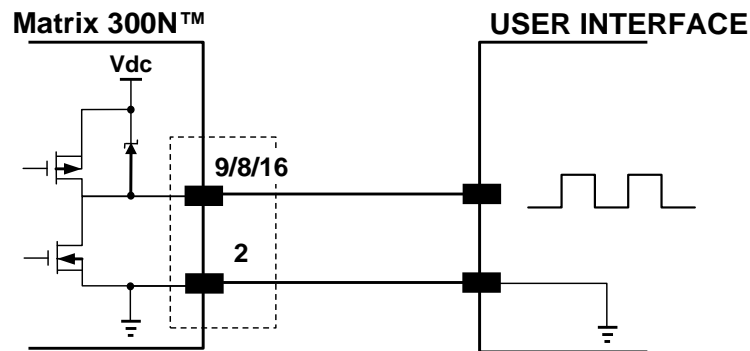 Matrix 300N™
USER INTERFACE
Vdc
9/8/16
2